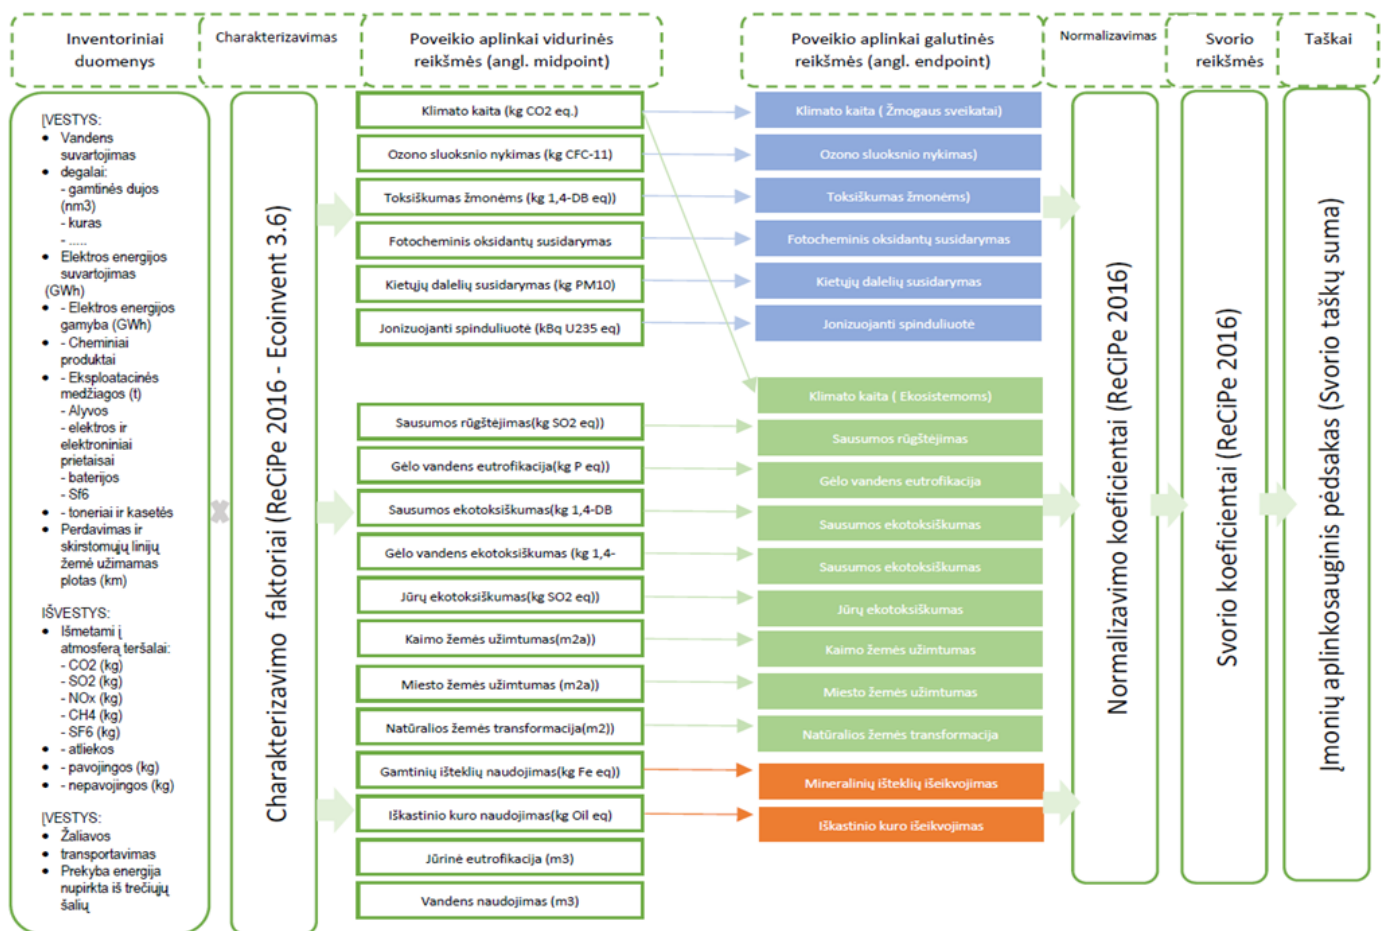 Inventoriniai
duomenys
Charakterizavimas
Poveikio aplinkai vidurinės
reikšmės (angl. midpoint)
Poveikio aplinkai galutinės
reikšmės (angl. endpoint)
Normalizavimas
Svorio
reikšmės
Taškai
ĮVESTYS:
• Vandens
suvartojimas
• degalai:
- gamtinės dujos
(nm3)
- kuras
- .....
• Elektros energijos
suvartojimas
(GWh)
• - Elektros energijos
gamyba (GWh)
• - Cheminiai
produktai
• - Eksploatacinės
medžiagos (t)
- Alyvos
- elektros ir
elektroniniai
prietaisai
- baterijos
- Sf6
• - toneriai ir kasetės
• Perdavimas ir
skirstomųjų linijų
žemė užimamas
plotas (km)
IŠVESTYS:
• Išmetami į
atmosferą teršalai:
- CO2 (kg)
- SO2 (kg)
- NOx (kg)
- CH4 (kg)
- SF6 (kg)
• - atliekos
• - pavojingos (kg)
• - nepavojingos (kg)
ĮVESTYS:
• Žaliavos
• transportavimas
• Prekyba energija
nupirkta iš trečiųjų
šalių
Charakterizavimo faktoriai (ReCiPe 2016 - Ecoinvent 3.6)
Klimato kaita (kg CO2 eq.)
Ozono sluoksnio nykimas (kg CFC-11)
Toksiškumas žmonėms (kg 1,4-DB eq))
Fotocheminis oksidantų susidarymas
Kietųjų dalelių susidarymas (kg PM10)
Jonizuojanti spinduliuotė (kBq U235 eq)
Sausumos rūgštėjimas(kg SO2 eq))
Gėlo vandens eutrofikacija(kg P eq))
Sausumos ekotoksiškumas(kg 1,4-DB
Gėlo vandens ekotoksiškumas (kg 1,4-
Jūrų ekotoksiškumas(kg SO2 eq))
Kaimo žemės užimtumas(m2a))
Miesto žemės užimtumas (m2a))
Natūralios žemės transformacija(m2))
Gamtinių išteklių naudojimas(kg Fe eq))
Iškastinio kuro naudojimas(kg Oil eq)
Jūrinė eutrofikacija (m3)
Vandens naudojimas (m3)
Klimato kaita ( Žmogaus sveikatai)
Ozono sluoksnio nykimas)
Toksiškumas žmonėms)
Fotocheminis oksidantų susidarymas
Kietųjų dalelių susidarymas
Jonizuojanti spinduliuotė
Klimato kaita ( Ekosistemoms)
Sausumos rūgštėjimas
Gėlo vandens eutrofikacija
Sausumos ekotoksiškumas
Sausumos ekotoksiškumas
Jūrų ekotoksiškumas
Kaimo žemės užimtumas
Miesto žemės užimtumas
Natūralios žemės transformacija
Mineralinių išteklių išeikvojimas
Iškastinio kuro išeikvojimas
Normalizavimo koeficientai (ReCiPe 2016)
Svorio koeficientai (ReCiPe 2016)
Įmonių aplinkosauginis pėdsakas (Svorio taškų suma)